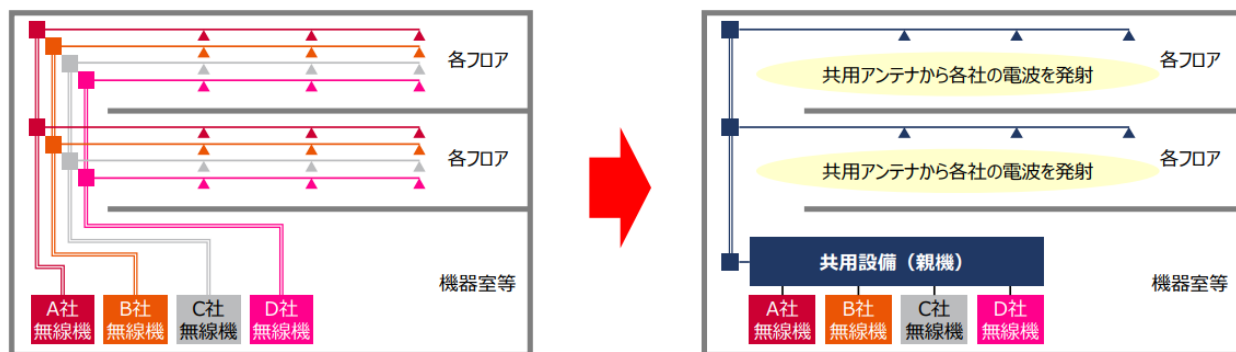 各フロア
各フロア
機器室等
A社
無線機
B社
無線機
C社
無線機
D社
無線機
各フロア
共用アンテナから各社の電波を発射
各フロア
共用アンテナから各社の電波を発射
共用設備（親機）
機器室等
A社
無線機
B社
無線機
C社
無線機
D社
無線機